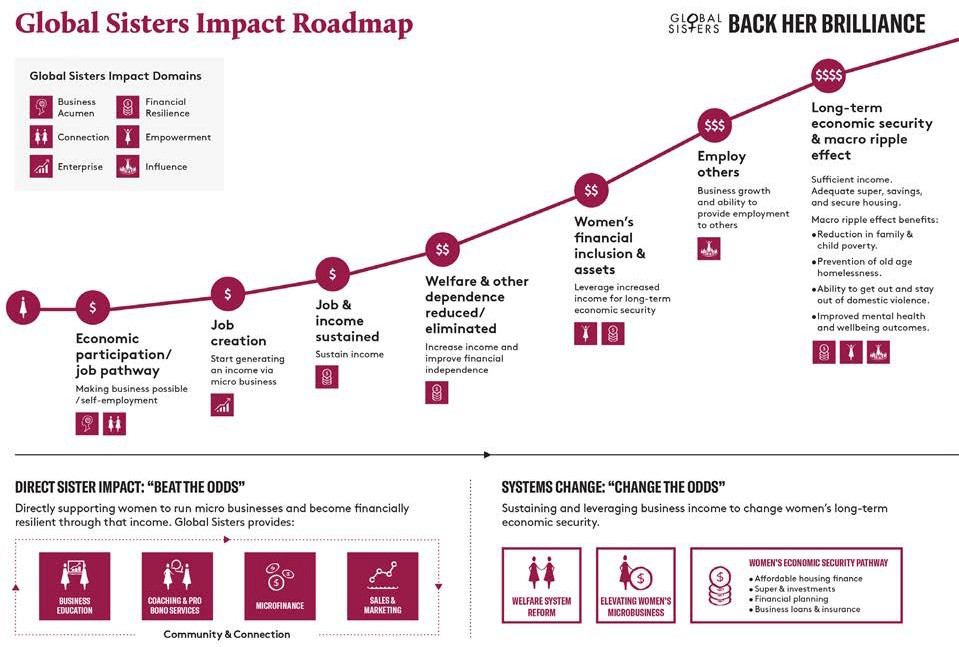 Global Sisters Impact Roadmap
GLOBAL
SISTERS
BACK HER BRILLIANCE
Global Sisters Impact Domains
Business
Acumen
Financial
Resilience
Connection
Empowerment
Enterprise
Influence
$
Economic
participation/
job pathway
Making business possible
/self-employment
$
Job
creation
Start generating
an income via
micro business
$
Job &
income
sustained
Sustain income
$$
Welfare & other
dependence
reduced/
eliminated
Increase income and
improve financial
independence
$$
Women's
financial
inclusion &
assets
Leverage increased
income for long-term
economic security
$$$
Employ
others
Business growth
and ability to
provide employment
to others
$$$$
Long-term
economic security
& macro ripple
effect
Sufficient income.
Adequate super, savings,
and secure housing.
Macro ripple effect benefits:
• Reduction in family &
child poverty.
• Prevention of old age
homelessness.
• Ability to get out and stay
out of domestic violence.
• Improved mental health
and wellbeing outcomes.
DIRECT SISTER IMPACT: "BEAT THE ODDS"
Directly supporting women to run micro businesses and become financially
resilient through that income. Global Sisters provides:
BUSINESS
EDUCATION
COACHING & PRO
BONO SERVICES
MICROFINANCE
SALES &
MARKETING
Community & Connection
SYSTEMS CHANGE: "CHANGE THE ODDS"
Sustaining and leveraging business income to change women's long-term
economic security.
WELFARE SYSTEM
REFORM
ELEVATING WOMEN'S
MICROBUSINESS
WOMEN'S ECONOMIC SECURITY PATHWAY
• Affordable housing finance
• Super & investments
• Financial planning
• Business loans & insurance